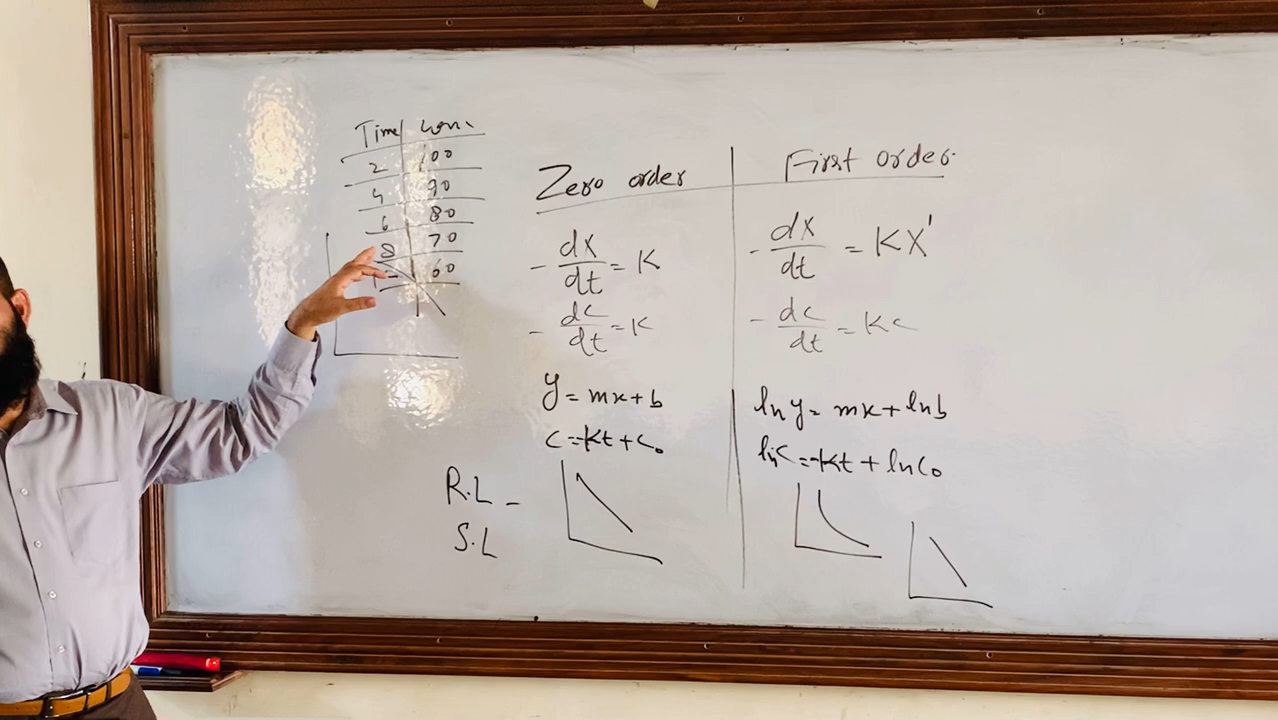 Time Conc
2 100
4 90
6 80
8 70
60
Zero order
-dx/dt = K
-dc/dt = K
y = mx + b
c = -Kt + C₀
R.L -
S.L
First order.
-dx/dt = KX'
-dc/dt = Kc
ln y = mx + ln b
ln C = -Kt + ln C₀